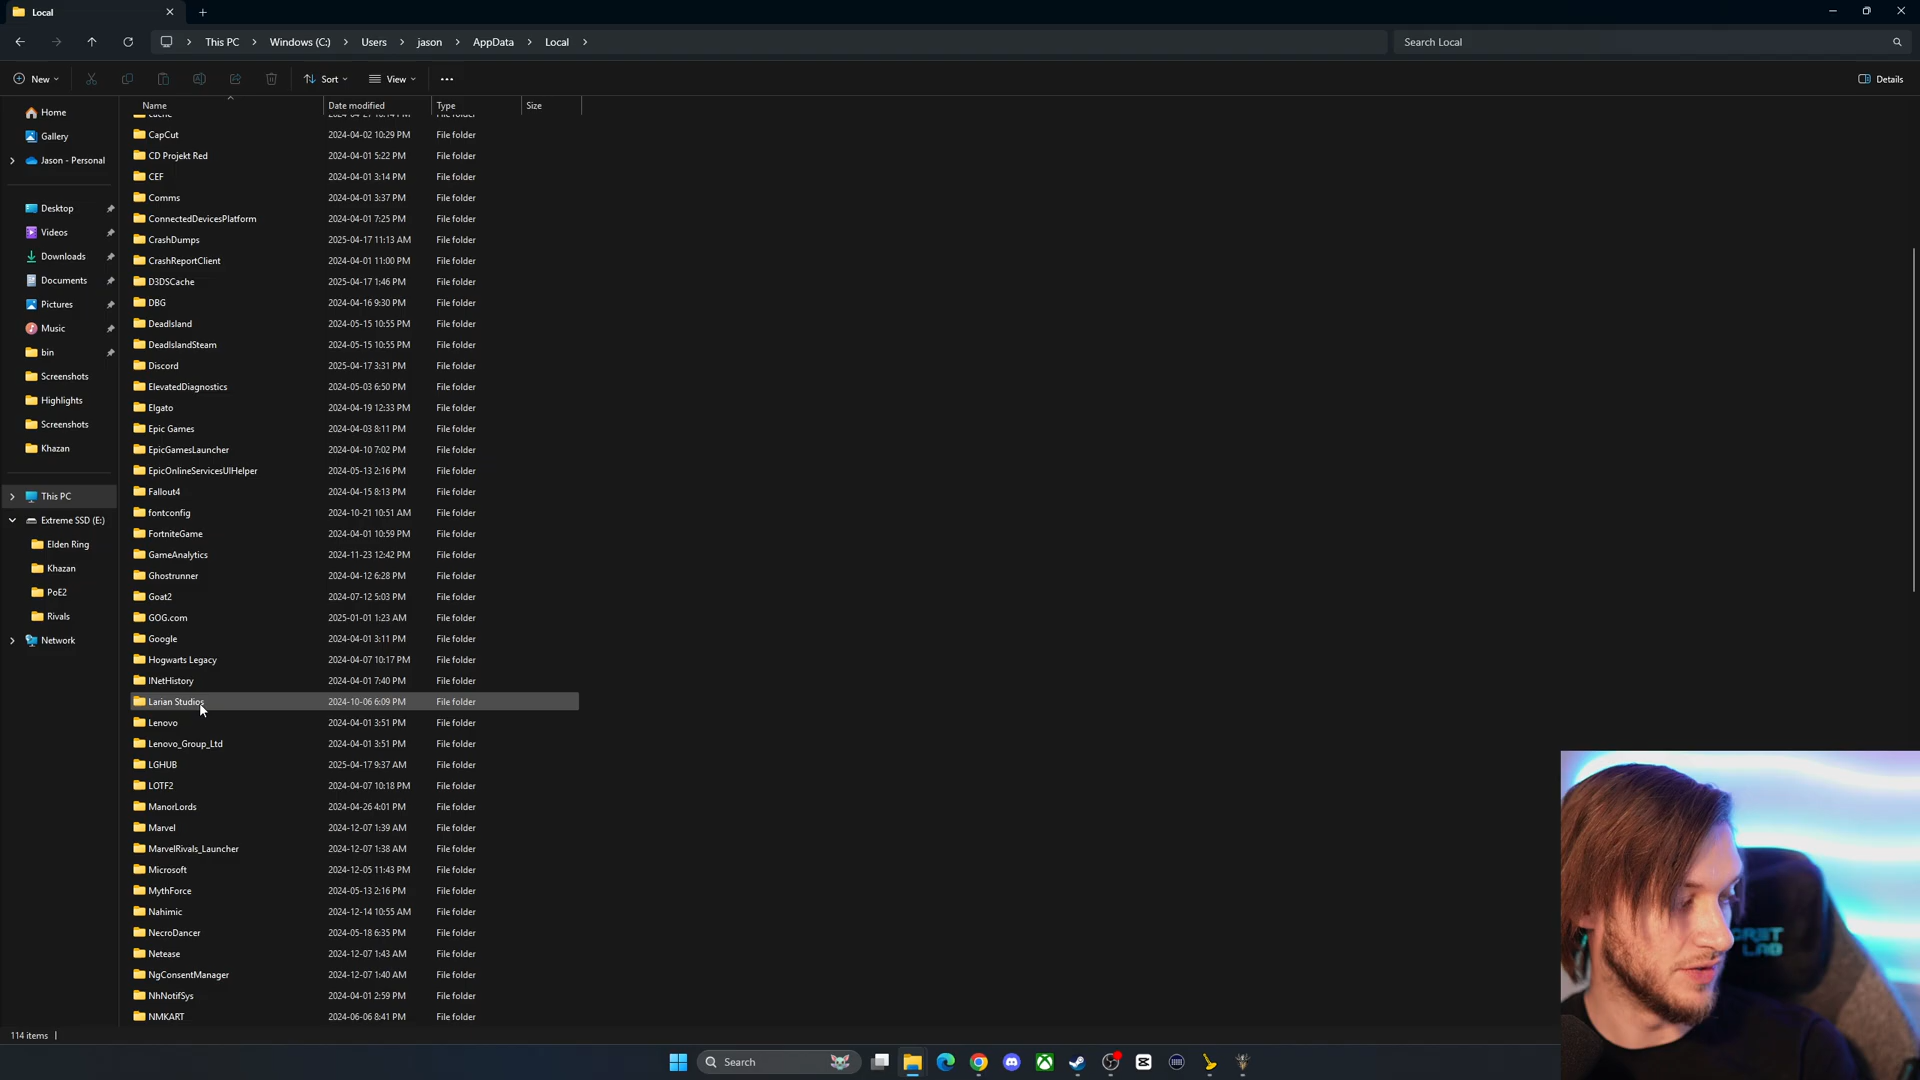 Local
This PC > Windows (C:) > Users > jason > AppData > Local >
Search Local
New
Sort
View
Details
Name Date modified Type Size
Home
Gallery
Jason - Personal
Desktop
Videos
Downloads
Documents
Pictures
Music
bin
Screenshots
Highlights
Screenshots
Khazan
This PC
Extreme SSD (E:)
Elden Ring
Khazan
PoE2
Rivals
Network
CapCut 2024-04-02 10:29 PM File folder
CD Projekt Red 2024-04-01 5:22 PM File folder
CEF 2024-04-01 3:14 PM File folder
Comms 2024-04-01 3:37 PM File folder
ConnectedDevicesPlatform 2024-04-01 7:25 PM File folder
CrashDumps 2025-04-17 11:13 AM File folder
CrashReportClient 2024-04-01 11:00 PM File folder
D3DSCache 2025-04-17 1:46 PM File folder
DBG 2024-04-16 9:30 PM File folder
DeadIsland 2024-05-15 10:55 PM File folder
DeadIslandSteam 2024-05-15 10:55 PM File folder
Discord 2025-04-17 3:31 PM File folder
ElevatedDiagnostics 2024-05-03 6:50 PM File folder
Elgato 2024-04-19 12:33 PM File folder
Epic Games 2024-04-03 8:11 PM File folder
EpicGamesLauncher 2024-04-10 7:02 PM File folder
EpicOnlineServicesUIHelper 2024-05-13 2:16 PM File folder
Fallout4 2024-04-15 8:13 PM File folder
fontconfig 2024-10-21 10:51 AM File folder
FortniteGame 2024-04-01 10:59 PM File folder
GameAnalytics 2024-11-23 12:42 PM File folder
Ghostrunner 2024-04-12 6:28 PM File folder
Goat2 2024-07-12 5:03 PM File folder
GOG.com 2025-01-01 1:23 AM File folder
Google 2024-04-01 3:11 PM File folder
Hogwarts Legacy 2024-04-07 10:17 PM File folder
INetHistory 2024-04-01 7:40 PM File folder
Larian Studios 2024-10-06 6:09 PM File folder
Lenovo 2024-04-01 3:51 PM File folder
Lenovo_Group_Ltd 2024-04-01 3:51 PM File folder
LGHUB 2025-04-17 9:37 AM File folder
LOTF2 2024-04-07 10:18 PM File folder
ManorLords 2024-04-26 4:01 PM File folder
Marvel 2024-12-07 1:39 AM File folder
MarvelRivals_Launcher 2024-12-07 1:38 AM File folder
Microsoft 2024-12-05 11:43 PM File folder
MythForce 2024-05-13 2:16 PM File folder
Nahimic 2024-12-14 10:55 AM File folder
NecroDancer 2024-05-18 6:35 PM File folder
Netease 2024-12-07 1:43 AM File folder
NgConsentManager 2024-12-07 1:40 AM File folder
NhNotifSys 2024-04-01 2:59 PM File folder
NMKART 2024-06-06 8:41 PM File folder
114 items
Search